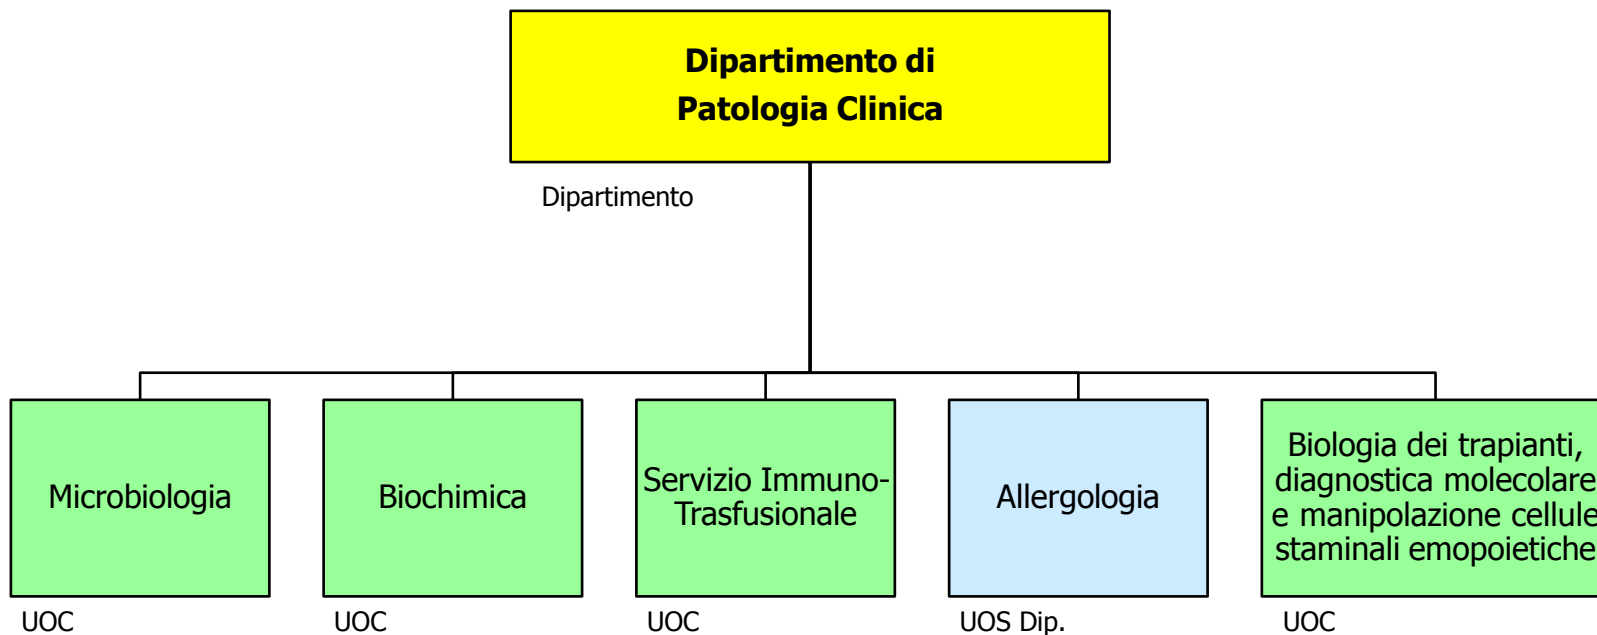 Dipartimento di
Patologia Clinica
Dipartimento
Microbiologia
Biochimica
Servizio Immuno-
Trasfusionale
Allergologia
Biologia dei trapianti,
diagnostica molecolare
e manipolazione cellule
staminali emopoietiche
UOC
UOC
UOC
UOS Dip.
UOC